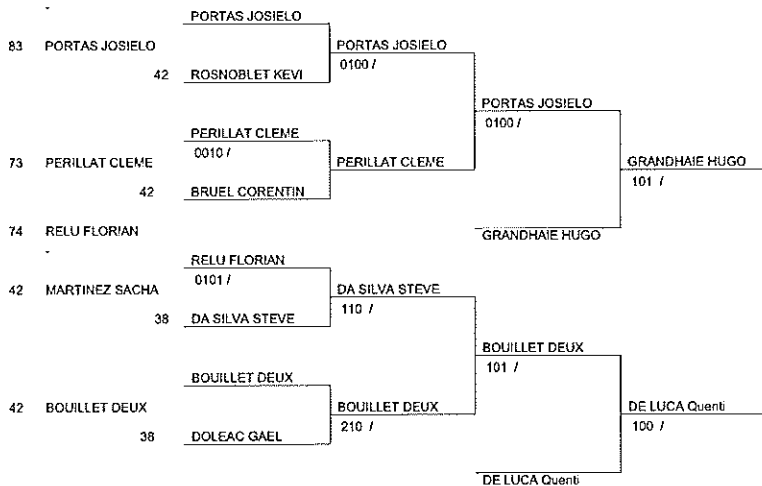 PORTAS JOSIELO
83 PORTAS JOSIELO PORTAS JOSIELO
0100 /
42 ROSNOBLET KEVI
PORTAS JOSIELO
0100 /
PERILLAT CLEME
0010 /
73 PERILLAT CLEME PERILLAT CLEME GRANDHAIE HUGO
101 /
42 BRUEL CORENTIN
74 RELU FLORIAN GRANDHAIE HUGO
RELU FLORIAN
0101 /
42 MARTINEZ SACHA DA SILVA STEVE
110 /
38 DA SILVA STEVE
BOUILLET DEUX
101 /
BOUILLET DEUX
42 BOUILLET DEUX BOUILLET DEUX DE LUCA Quenti
210 / 100 /
38 DOLEAC GAEL
DE LUCA Quenti